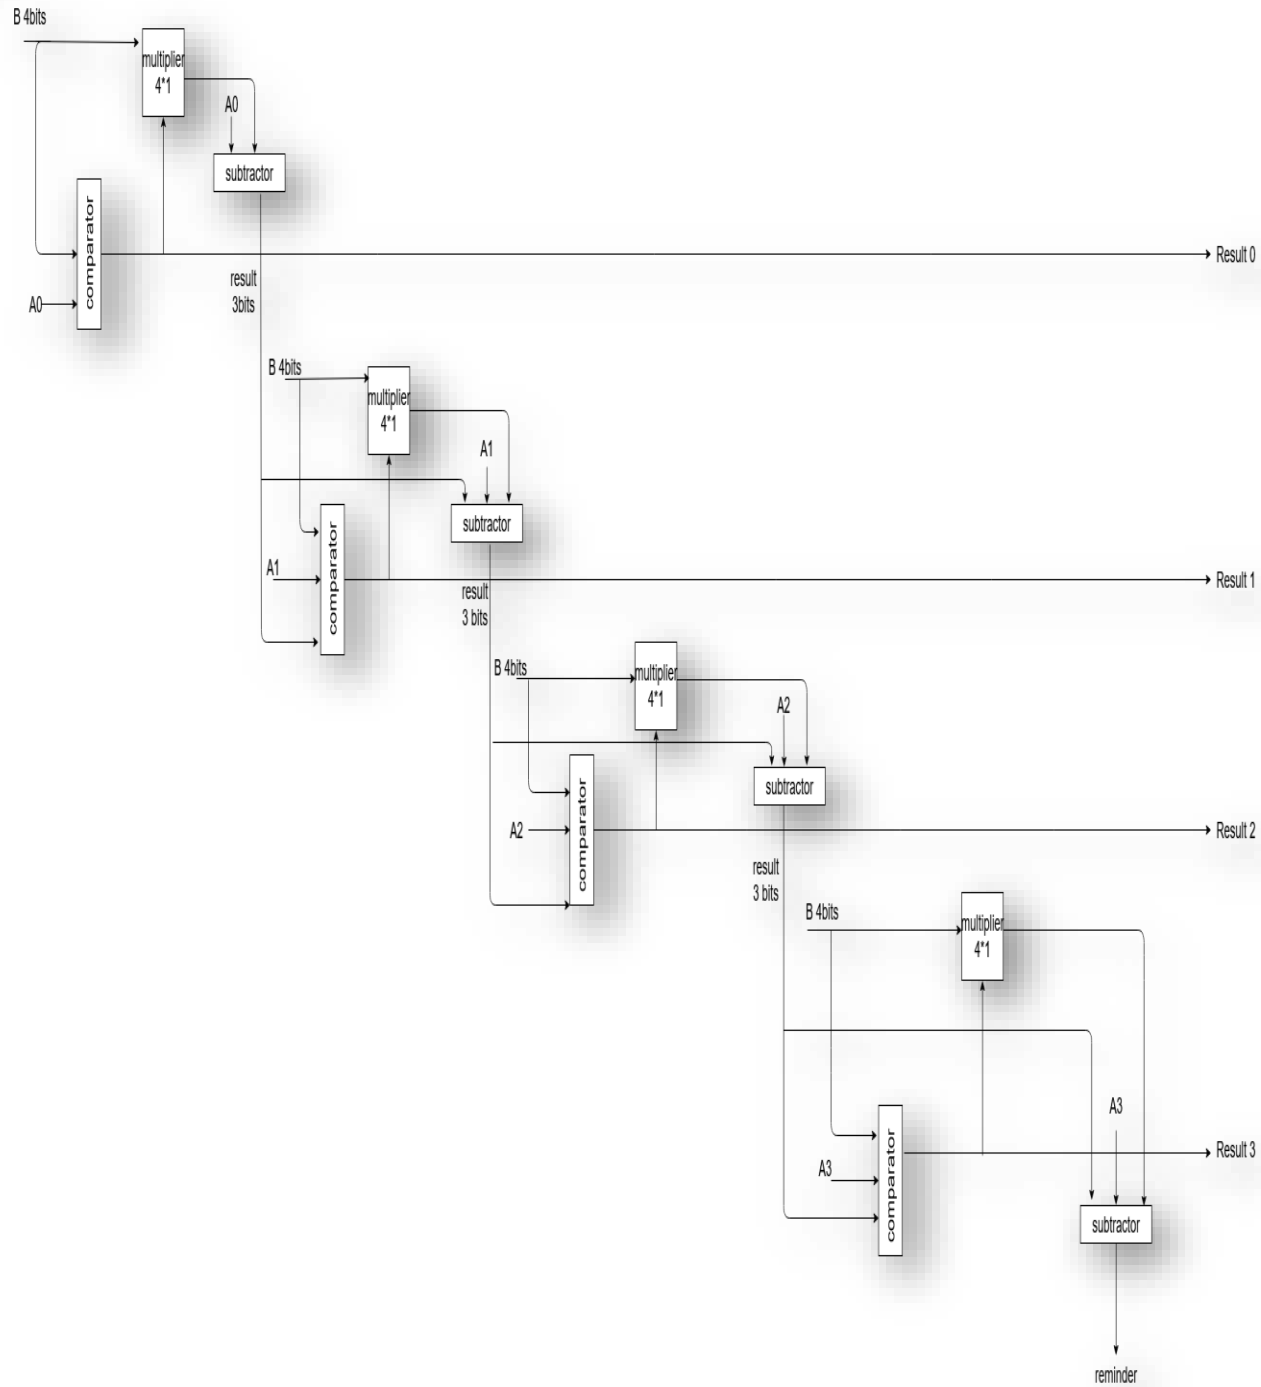 B 4bits
multiplier
4*1
A0
subtractor
comparator
Result 0
result
3bits
A0
B 4bits
multiplier
4*1
A1
subtractor
comparator
A1
Result 1
result
3 bits
B 4bits
multiplier
4*1
A2
subtractor
comparator
A2
Result 2
result
3 bits
B 4bits
multiplier
4*1
A3
comparator
Result 3
A3
subtractor
reminder